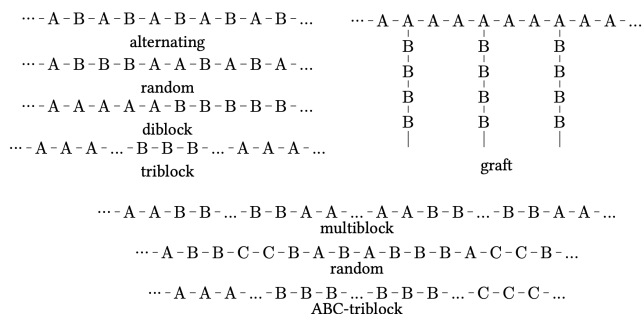 ··· - A - B - A - B - A - B - A - B - A - B - ...
alternating
··· - A - B - B - B - A - A - B - A - B - A - ...
random
··· - A - A - A - A - A - B - B - B - B - B - ...
diblock
··· - A - A - A - ... - B - B - B - ... - A - A - A - ...
triblock
··· - A - A - A - A - A - A - A - A - A - A - ...
B B B
B B B
B B B
B B B
graft
··· - A - A - B - B - ... - B - B - A - A - ... - A - A - B - B - ... - B - B - A - A - ...
multiblock
··· - A - B - B - C - C - B - A - B - A - B - B - B - A - C - C - B - ...
random
··· - A - A - A - ... - B - B - B - ... - B - B - B - ... - C - C - C - ...
ABC-triblock